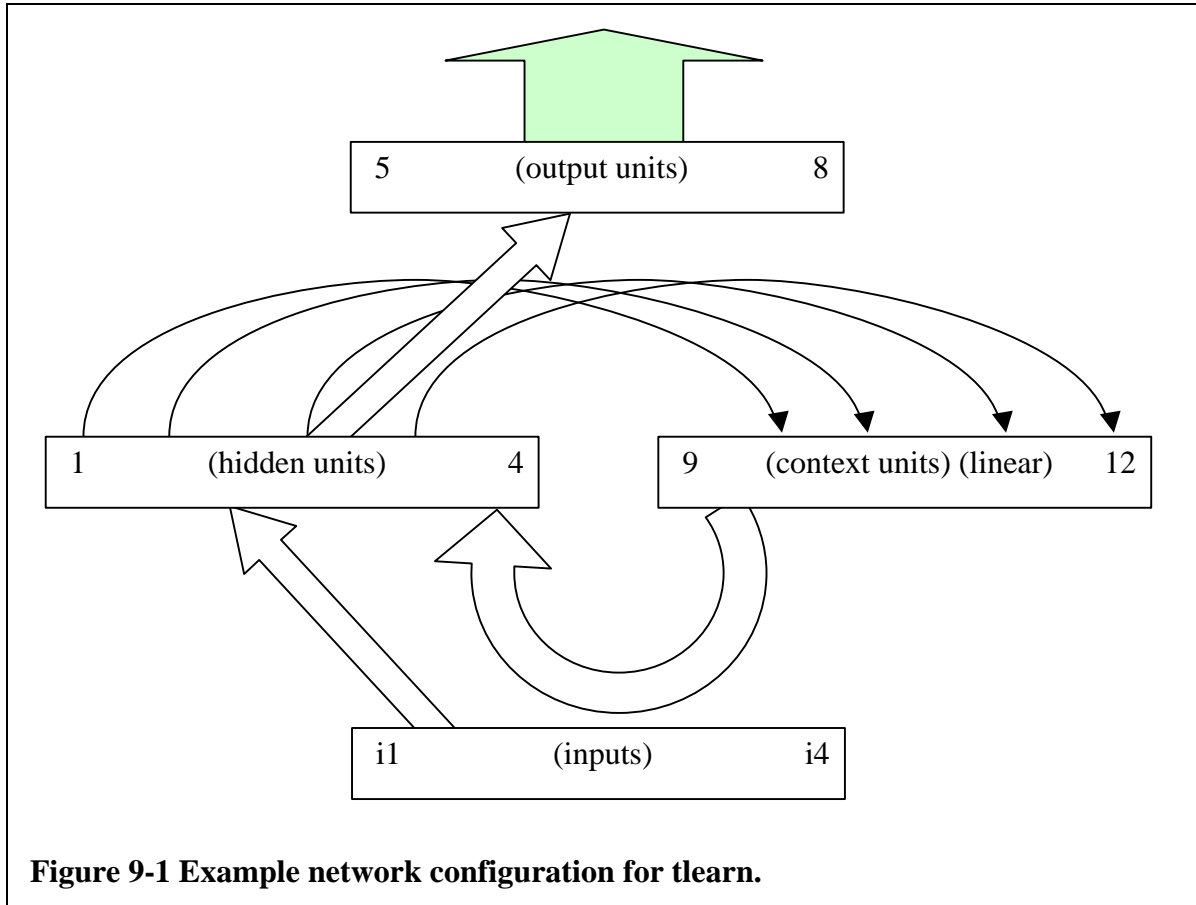 5 (output units) 8
1 (hidden units) 4
9 (context units) (linear) 12
i1 (inputs) i4
Figure 9-1 Example network configuration for tlearn.